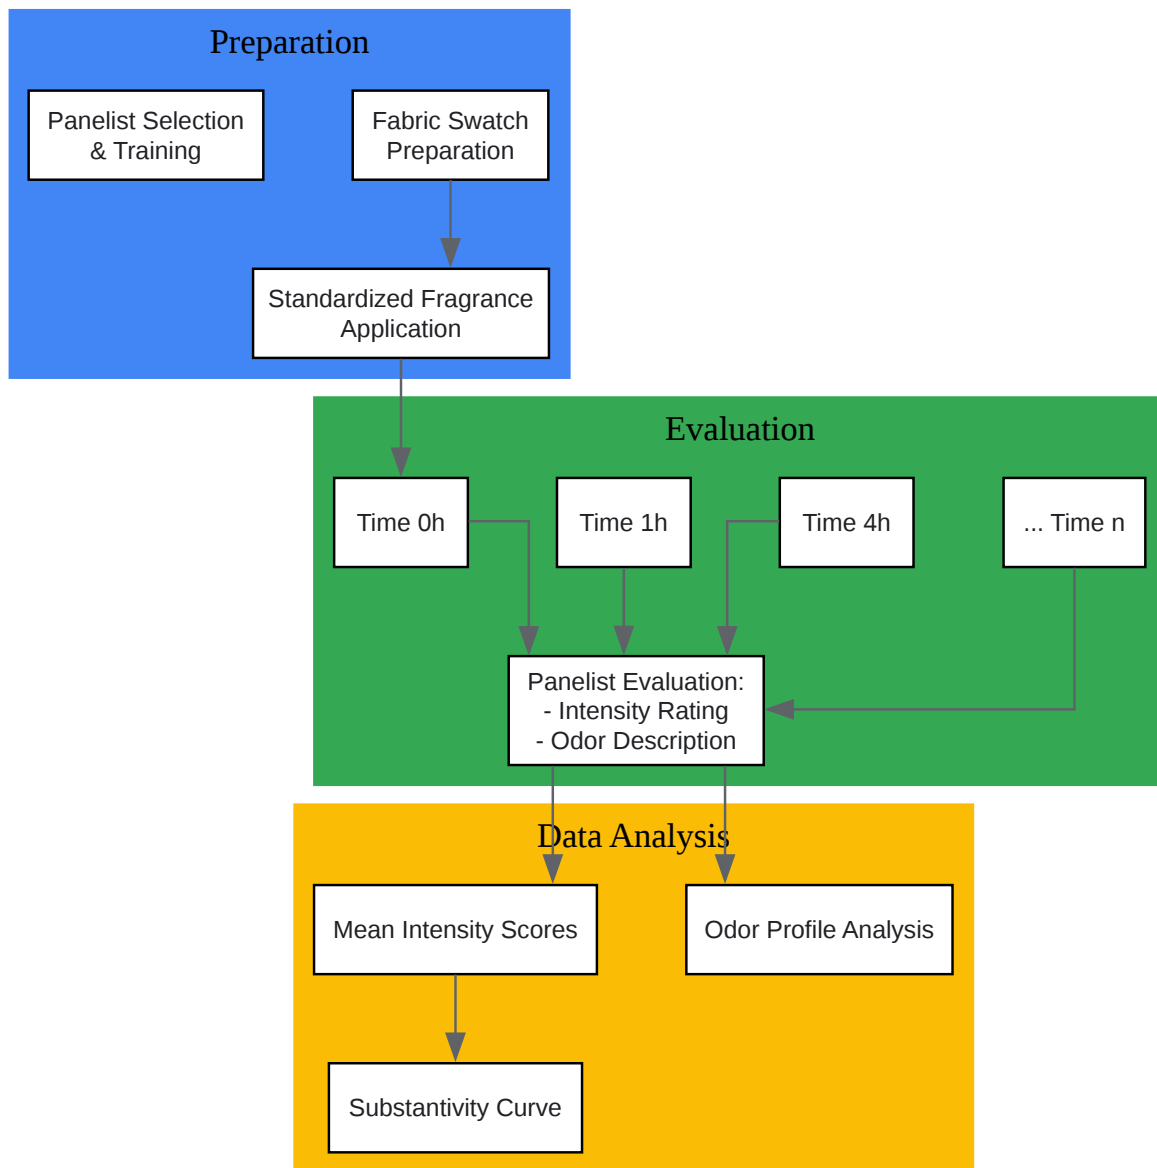 Preparation
Panelist Selection
& Training
Fabric Swatch
Preparation
Standardized Fragrance
Application
Evaluation
Time 0h
Time 1h
Time 4h
... Time n
Panelist Evaluation:
- Intensity Rating
- Odor Description
Data Analysis
Mean Intensity Scores
Odor Profile Analysis
Substantivity Curve